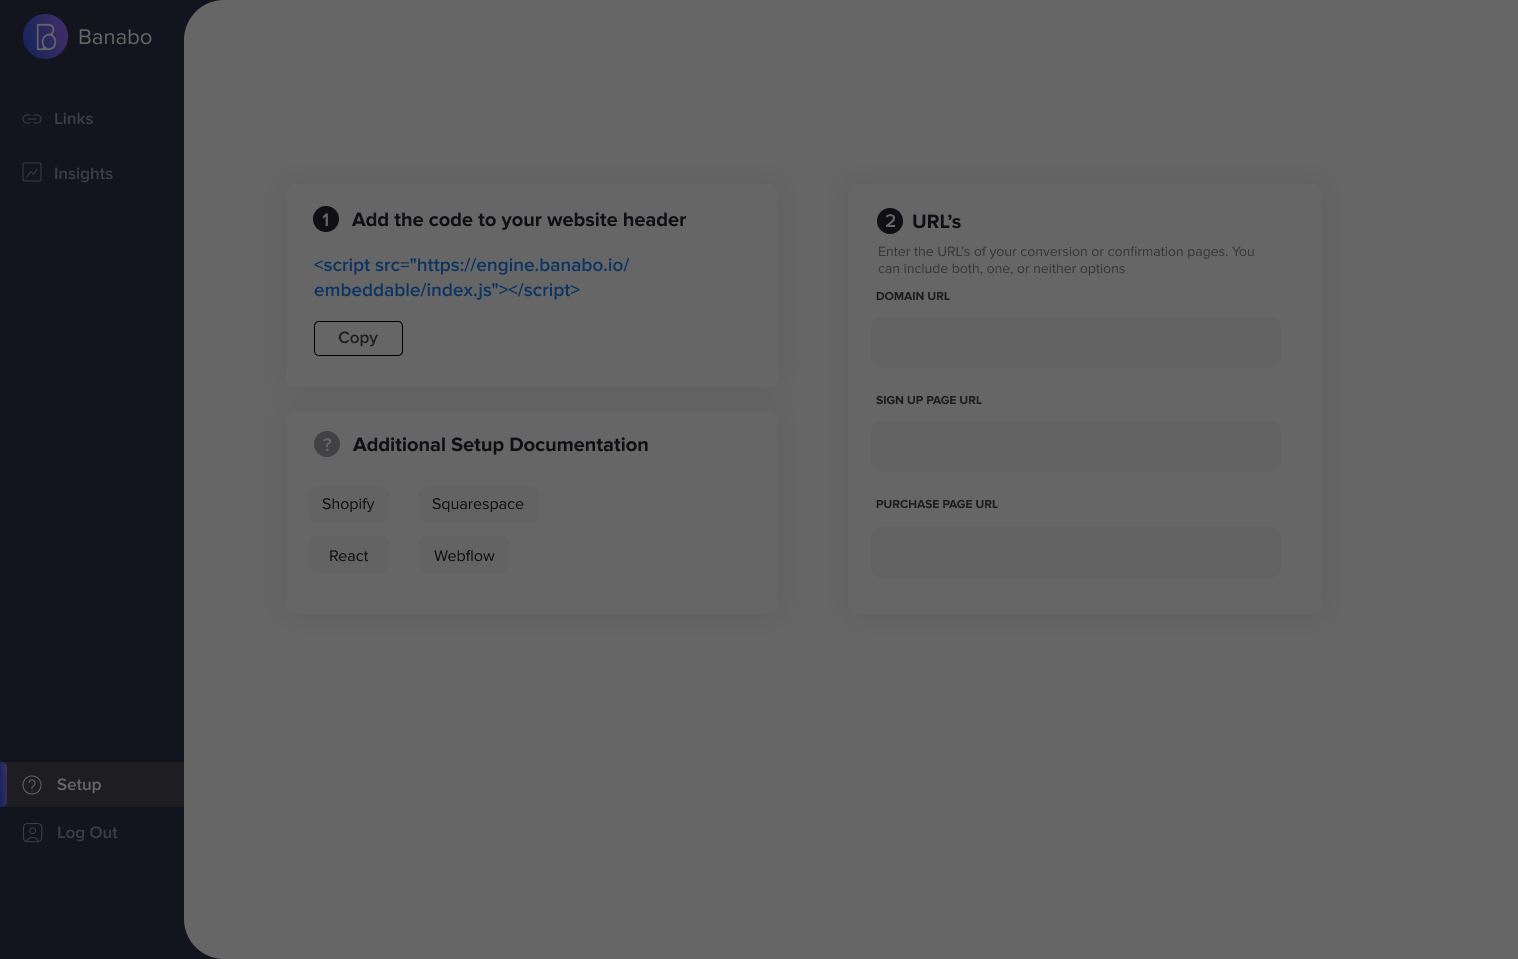 Banabo
Links
Insights
1 Add the code to your website header
<script src="https://engine.banabo.io/
embeddable/index.js"></script>
Copy
? Additional Setup Documentation
Shopify Squarespace
React Webflow
2 URL’s
Enter the URL’s of your conversion or confirmation pages. You
can include both, one, or neither options
DOMAIN URL
SIGN UP PAGE URL
PURCHASE PAGE URL
Setup
Log Out